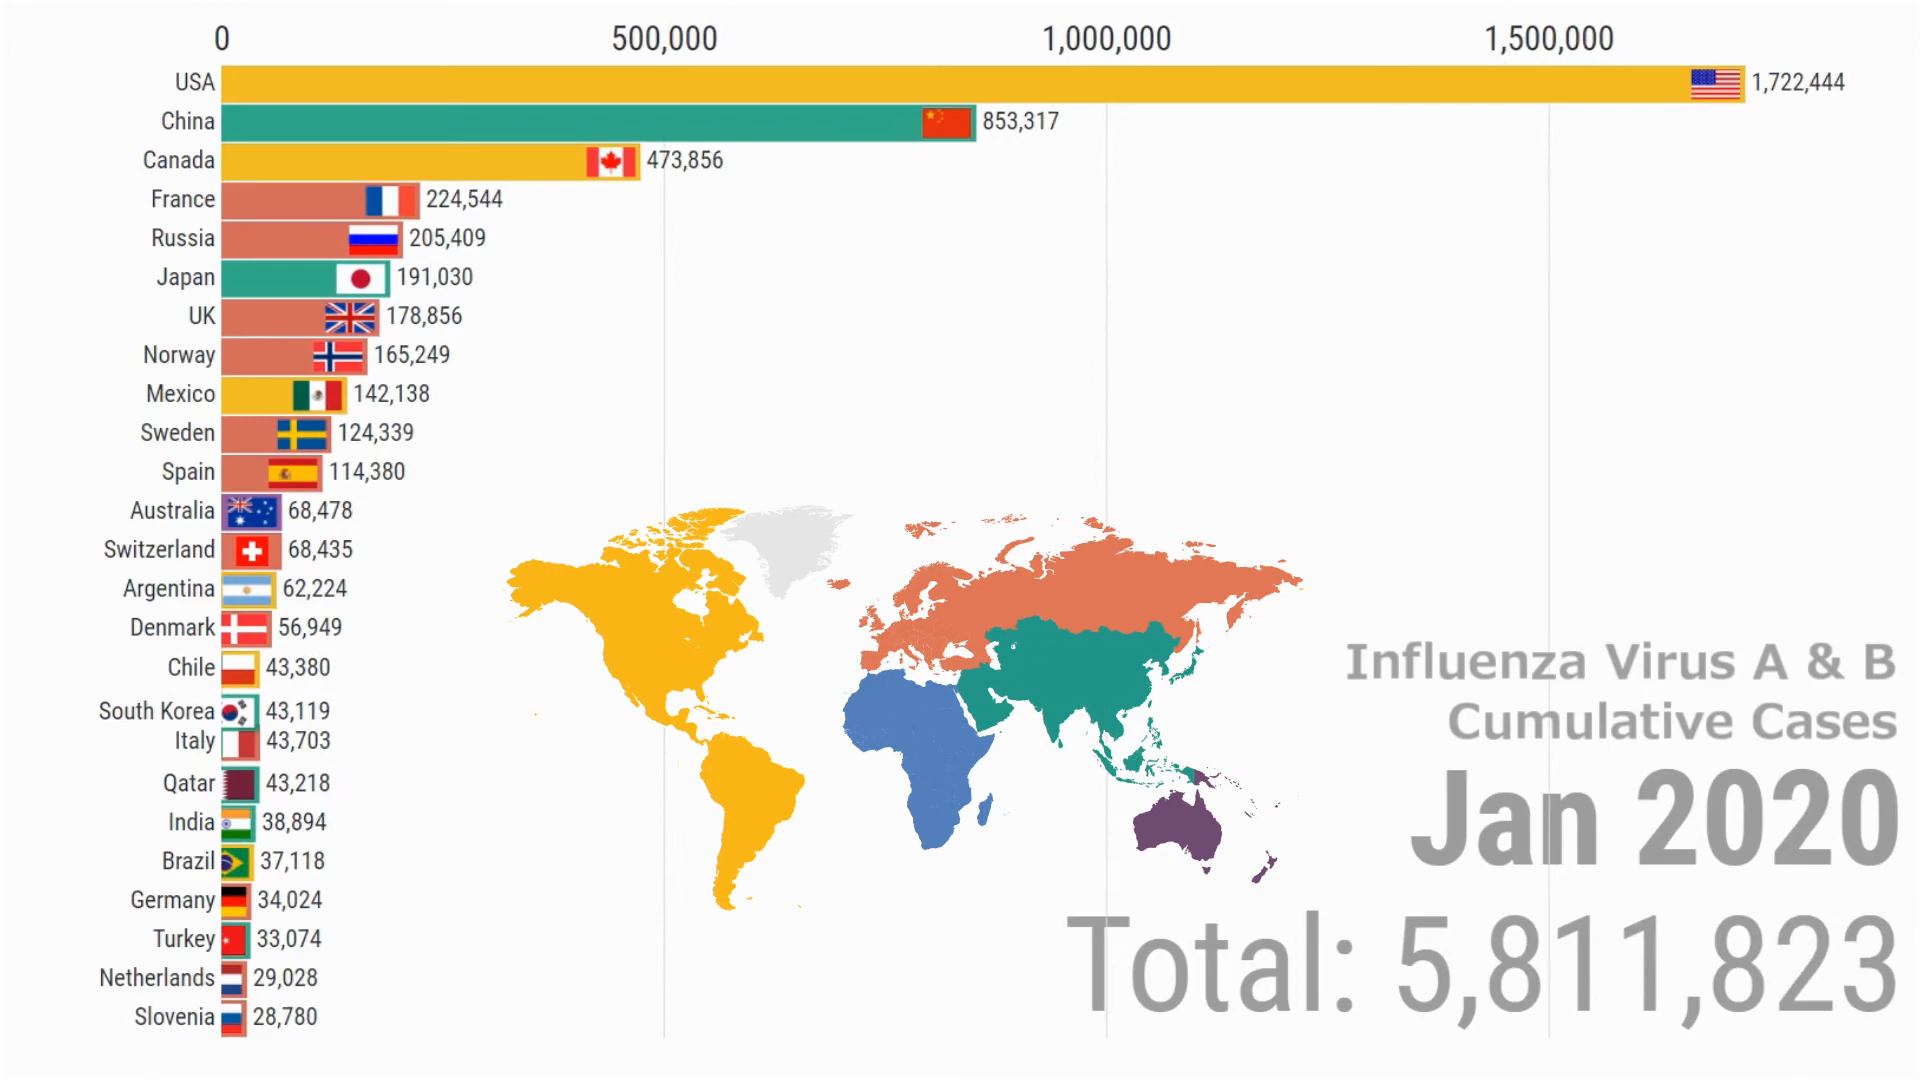 0 500,000 1,000,000 1,500,000
USA 1,722,444
China 853,317
Canada 473,856
France 224,544
Russia 205,409
Japan 191,030
UK 178,856
Norway 165,249
Mexico 142,138
Sweden 124,339
Spain 114,380
Australia 68,478
Switzerland 68,435
Argentina 62,224
Denmark 56,949
Chile 43,380
South Korea 43,119
Italy 43,703
Qatar 43,218
India 38,894
Brazil 37,118
Germany 34,024
Turkey 33,074
Netherlands 29,028
Slovenia 28,780
Influenza Virus A & B
Cumulative Cases
Jan 2020
Total: 5,811,823